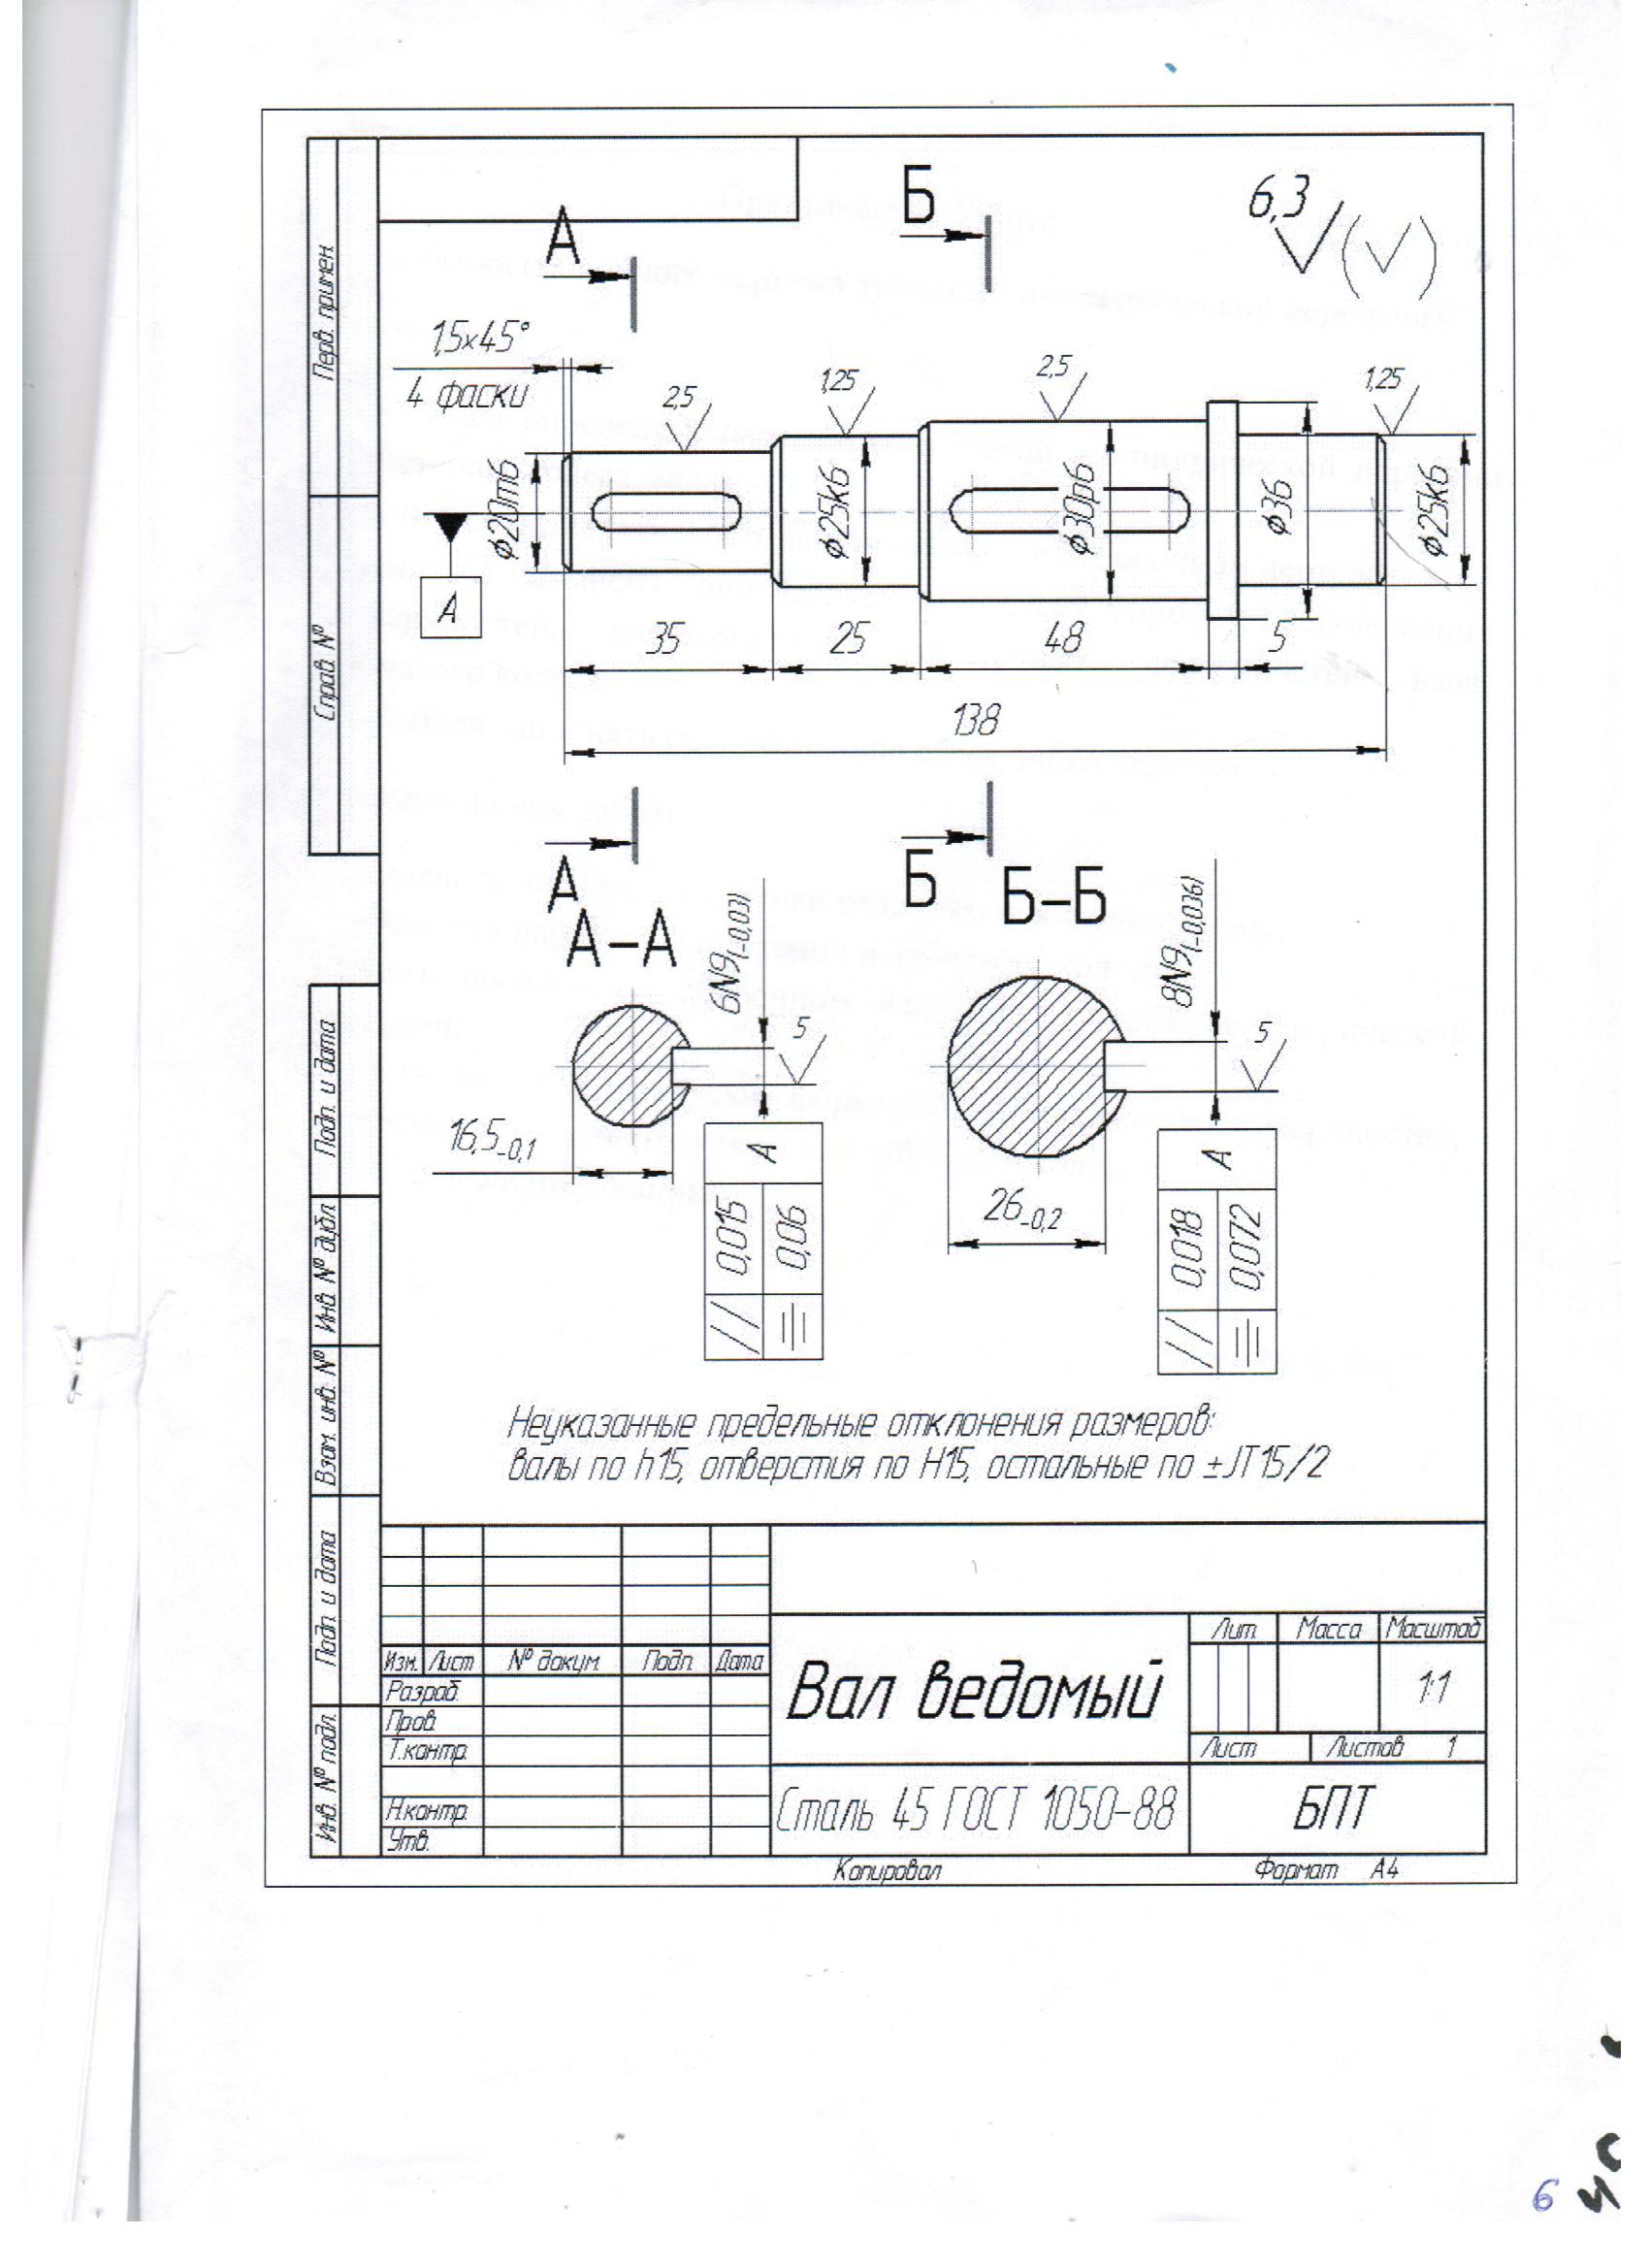 Перв. примен.
Справ. №
Подп. и дата
Инв. № дубл.
Взам. инв. №
Подп. и дата
Инв. № подл.
А
Б
6,3
1,5х45°
4 фаски
2,5
1,25
2,5
1,25
⌀20m6
⌀25k6
⌀30p6
⌀36
⌀25k6
А
35
25
48
5
138
А
Б
А-А
Б-Б
6N9(-0,03)
8N9(-0,036)
5
5
16,5-0,1
26-0,2
// 0,015 А
0,06
// 0,018 А
0,072
Неуказанные предельные отклонения размеров:
валы по h15, отверстия по H15, остальные по ±JT15/2
Изм. Лист № докум. Подп. Дата
Разраб.
Пров.
Т.контр.
Н.контр.
Утв.
Вал ведомый
Лит. Масса Масштаб
1:1
Лист Листов 1
Сталь 45 ГОСТ 1050-88
БПТ
Копировал
Формат А4
6